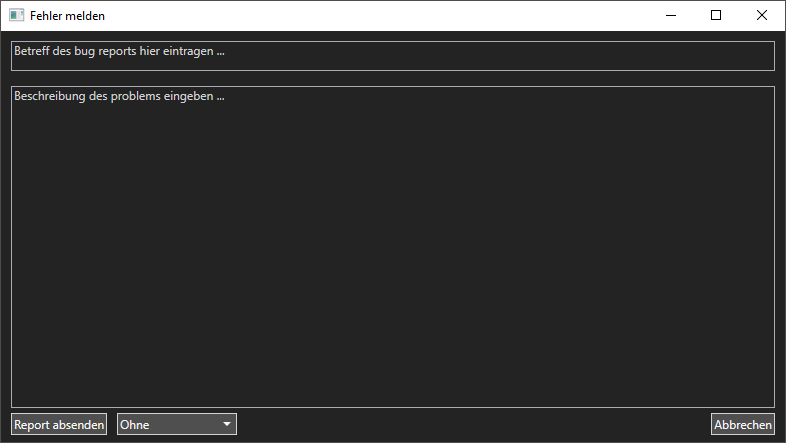 Fehler melden
Betreff des bug reports hier eintragen ...
Beschreibung des problems eingeben ...
Report absenden
Ohne
Abbrechen